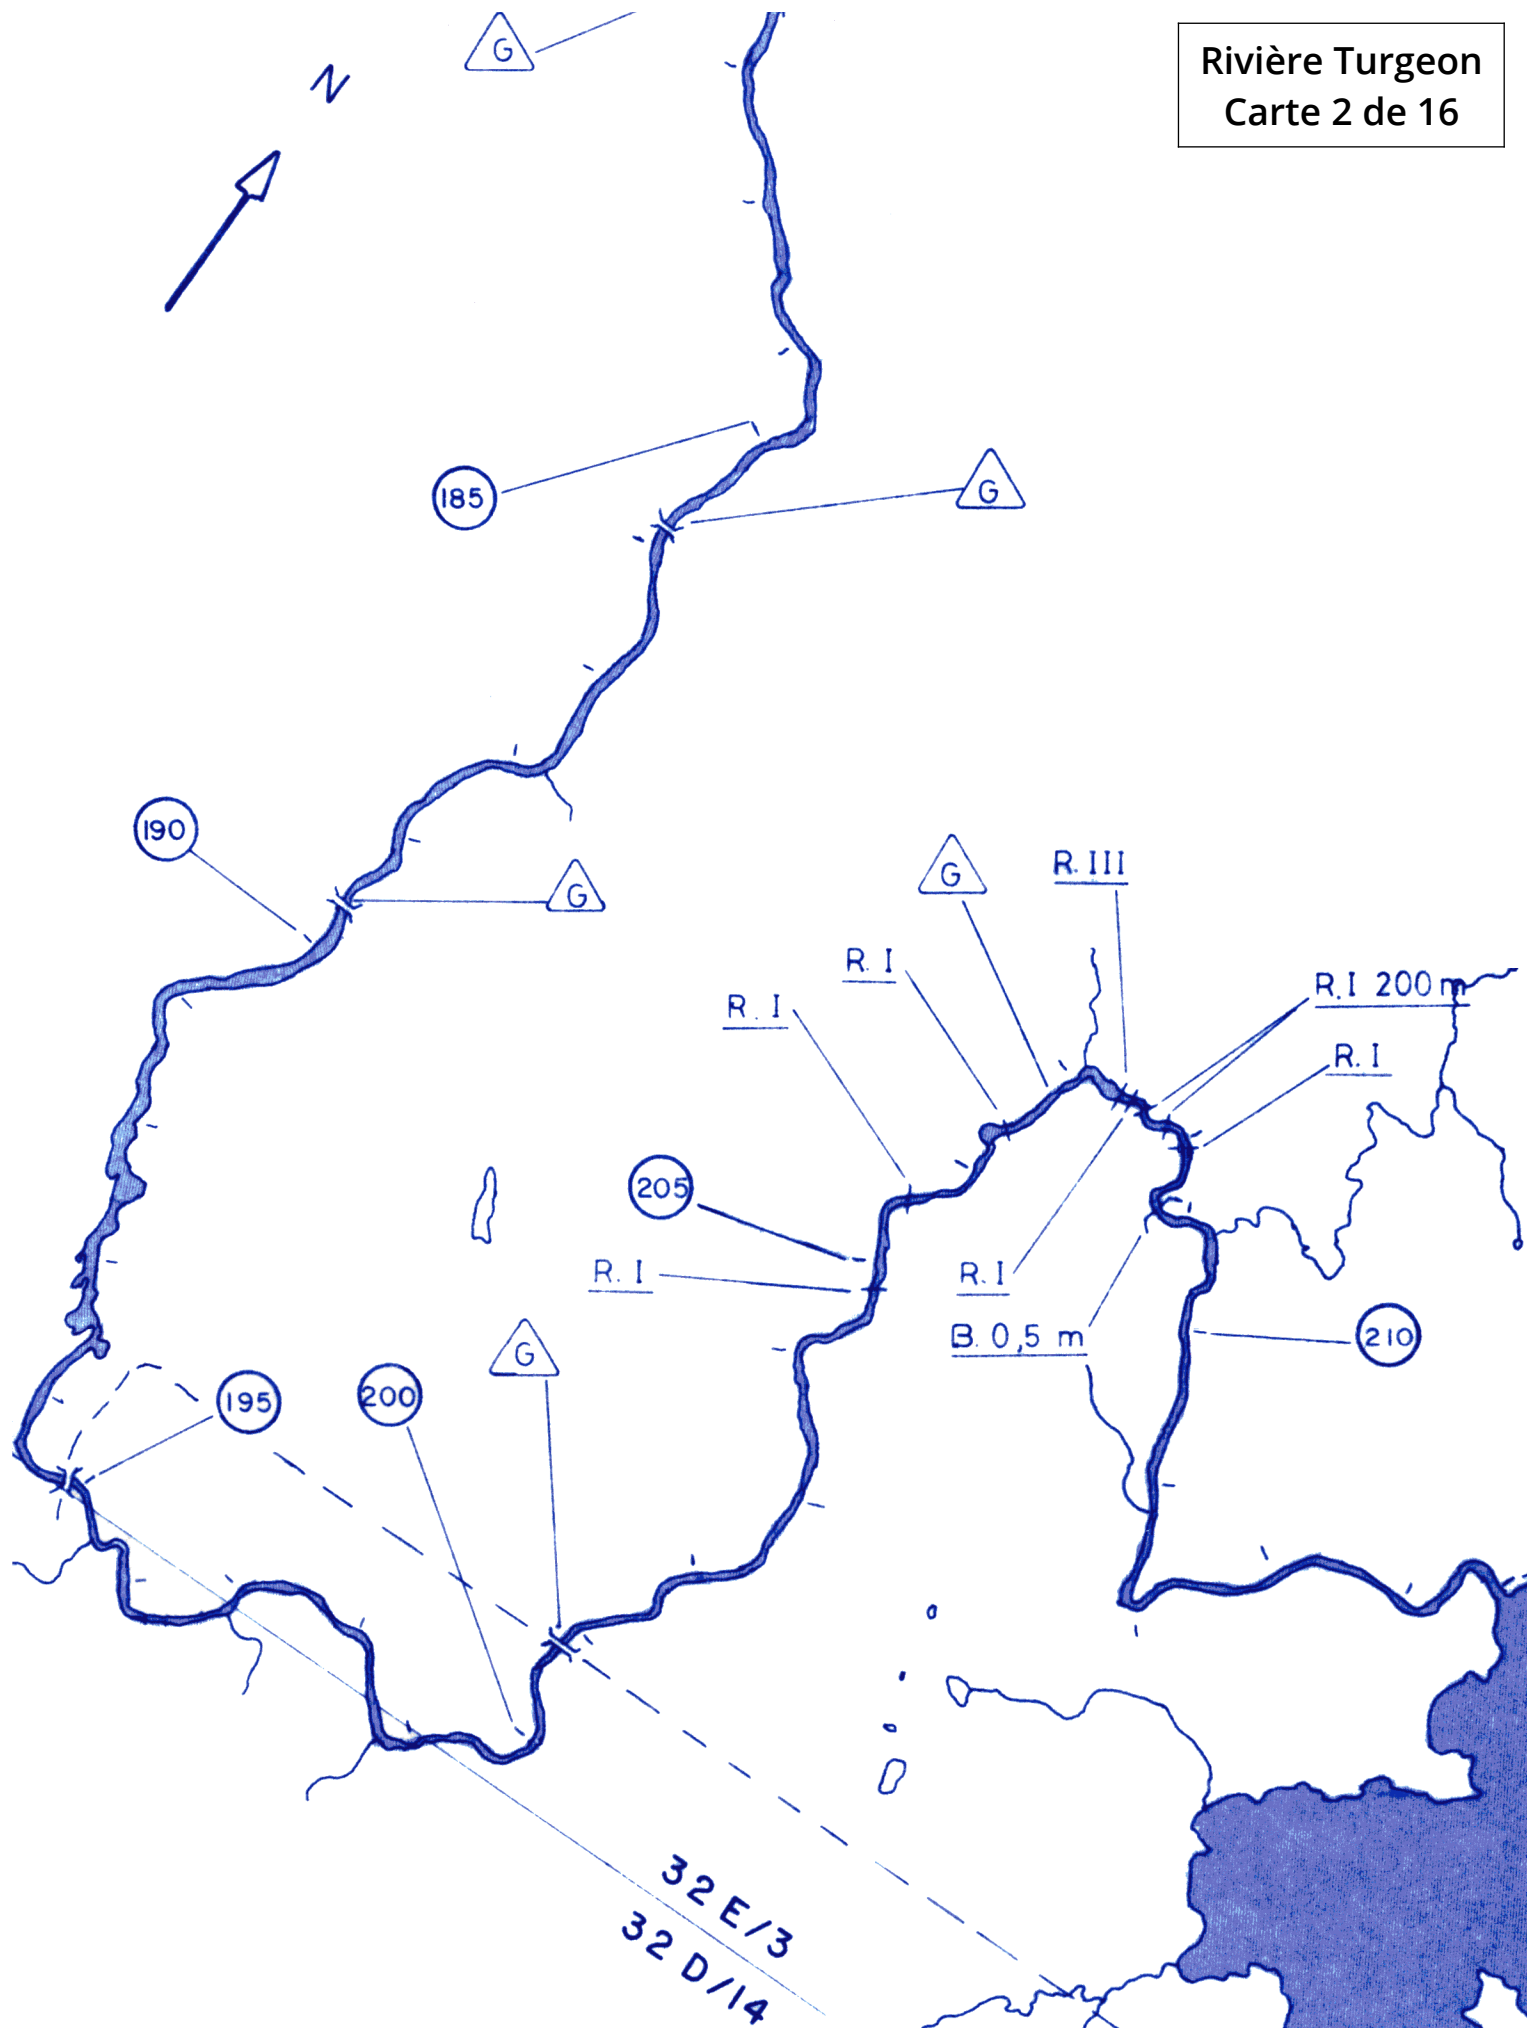 Rivière Turgeon
Carte 2 de 16
G
N
185
G
190
G
G
R. III
R. I
R. I
R. I 200 m
R. I
205
R. I
R. I
B. 0,5 m
210
G
195
200
32 E/3
32 D/14